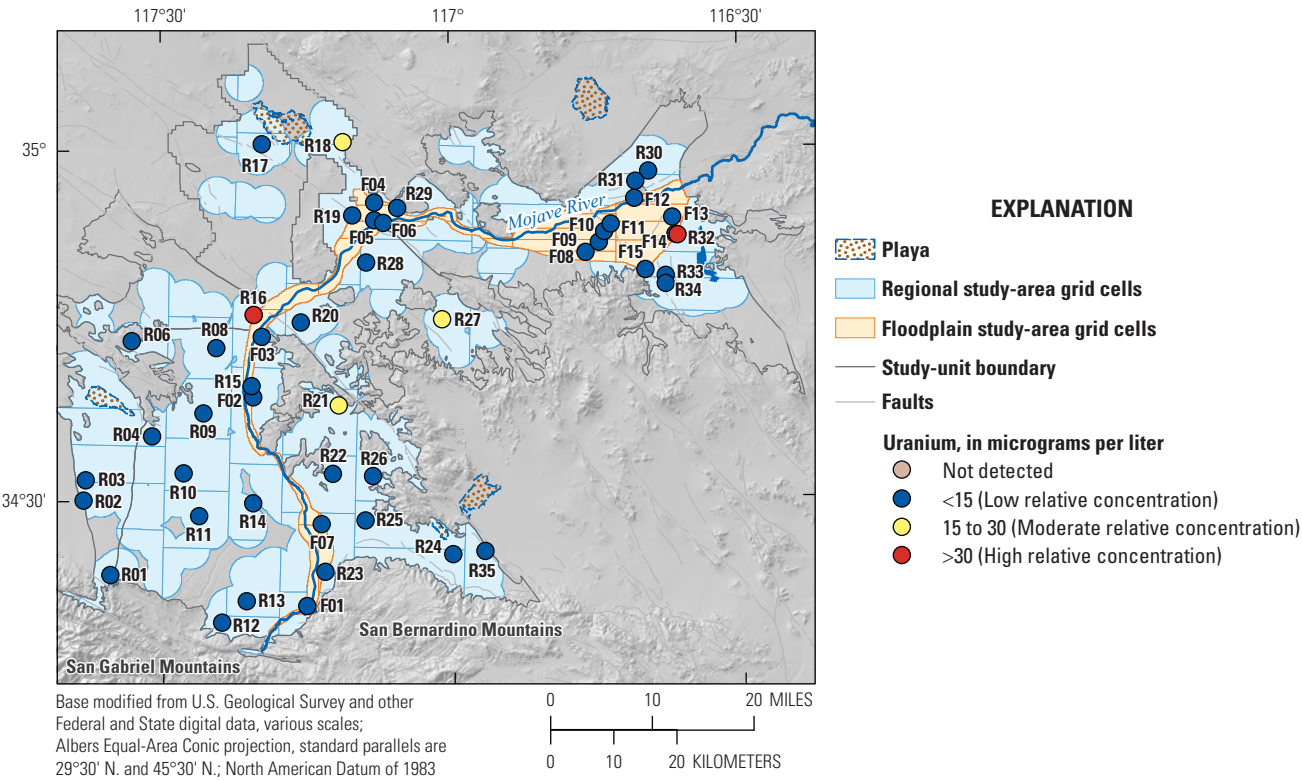 117°30'
117°
116°30'
35°
34°30'
R17
R18
R30
R31
F04
R29
R19
F12
Mojave River
F13
F10
F11
F05
F06
F09
F14
R32
F08
F15
R28
R33
R34
R16
R20
R27
R06
R08
F03
R15
F02
R21
R09
R04
R22
R26
R03
R10
R02
R14
R11
R25
F07
R24
R35
R01
R23
R13
F01
R12
San Bernardino Mountains
San Gabriel Mountains
Base modified from U.S. Geological Survey and other
Federal and State digital data, various scales;
Albers Equal-Area Conic projection, standard parallels are
29°30' N. and 45°30' N.; North American Datum of 1983
0 10 20 MILES
0 10 20 KILOMETERS
EXPLANATION
Playa
Regional study-area grid cells
Floodplain study-area grid cells
Study-unit boundary
Faults
Uranium, in micrograms per liter
Not detected
<15 (Low relative concentration)
15 to 30 (Moderate relative concentration)
>30 (High relative concentration)